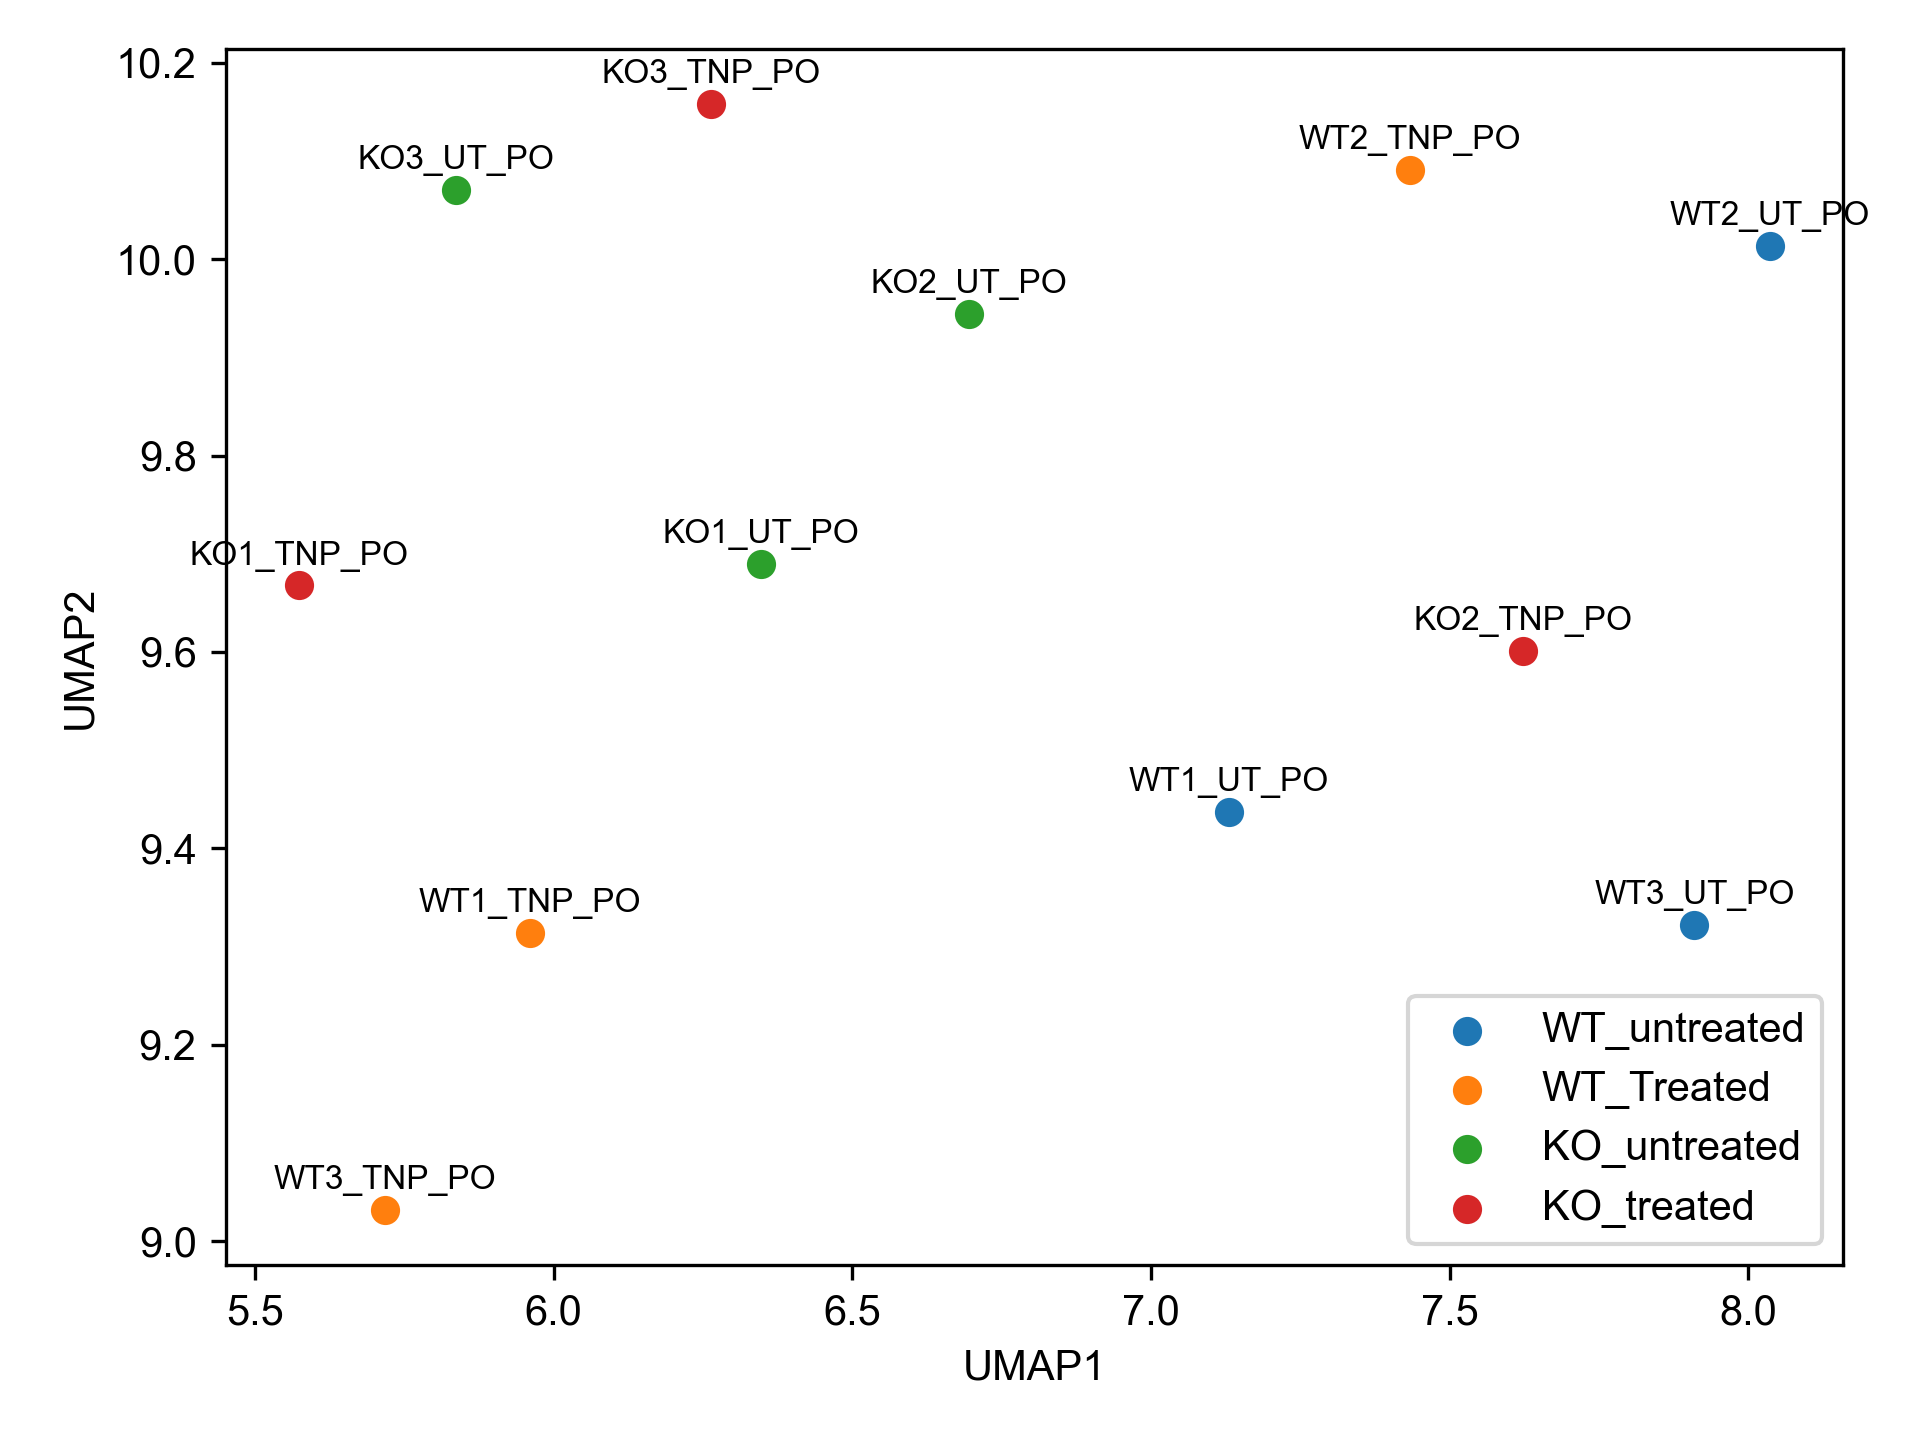 10.2
KO3_TNP_PO
WT2_TNP_PO
KO3_UT_PO
WT2_UT_PO
10.0
KO2_UT_PO
9.8
KO1_UT_PO
KO1_TNP_PO
KO2_TNP_PO
9.6
UMAP2
WT1_UT_PO
9.4
WT3_UT_PO
WT1_TNP_PO
WT_untreated
9.2
WT_Treated
KO_untreated
WT3_TNP_PO
KO_treated
9.0
5.5 6.0 6.5 7.0 7.5 8.0
UMAP1